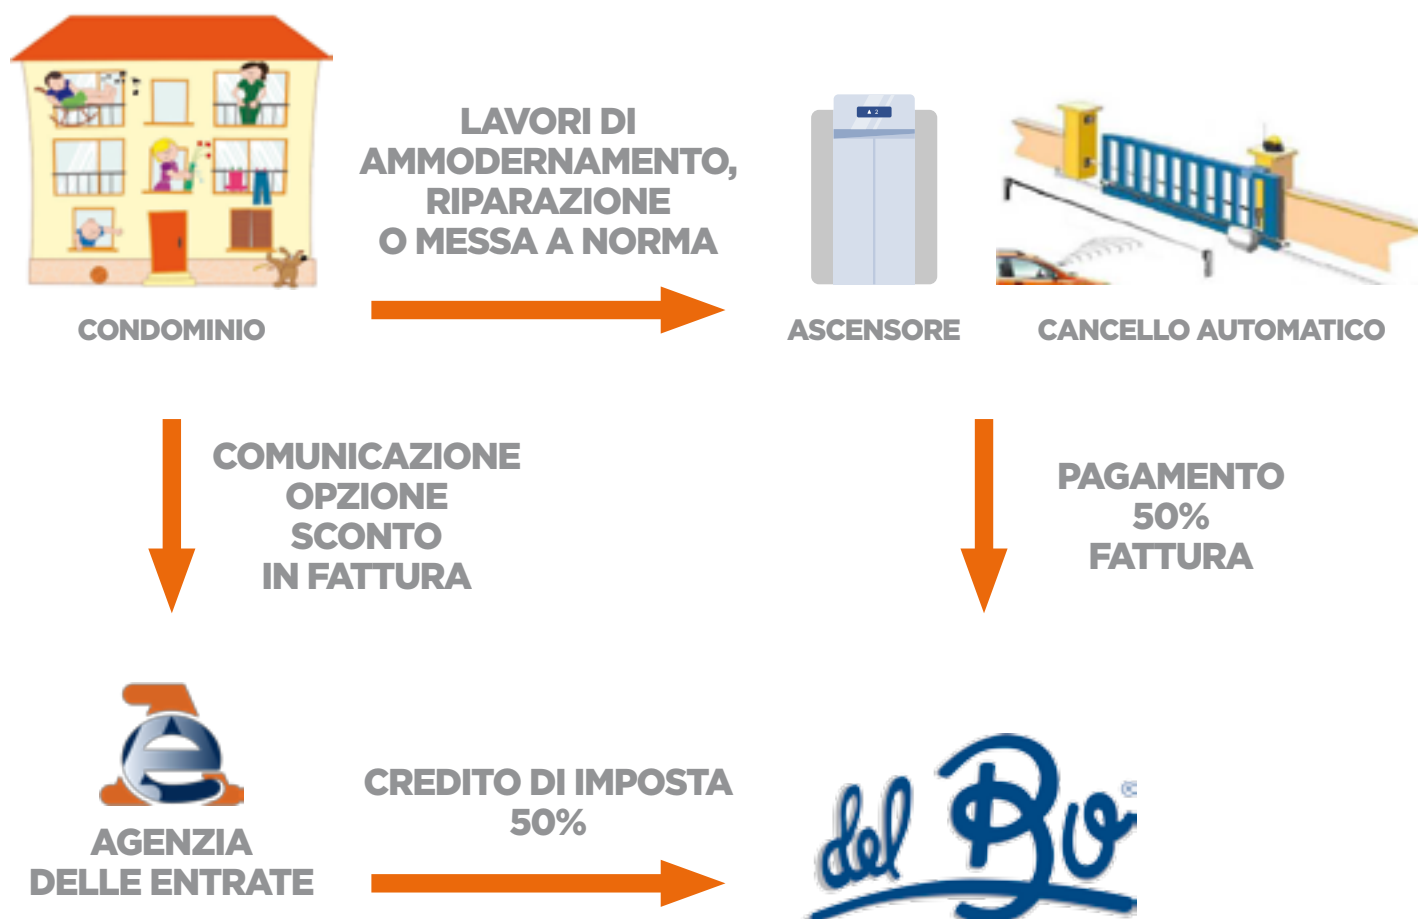 LAVORI DI
AMMODERNAMENTO,
RIPARAZIONE
O MESSA A NORMA
2
CONDOMINIO
ASCENSORE
CANCELLO AUTOMATICO
COMUNICAZIONE
OPZIONE
SCONTO
IN FATTURA
PAGAMENTO
50%
FATTURA
e
AGENZIA
DELLE ENTRATE
CREDITO DI IMPOSTA
50%
del Bo®